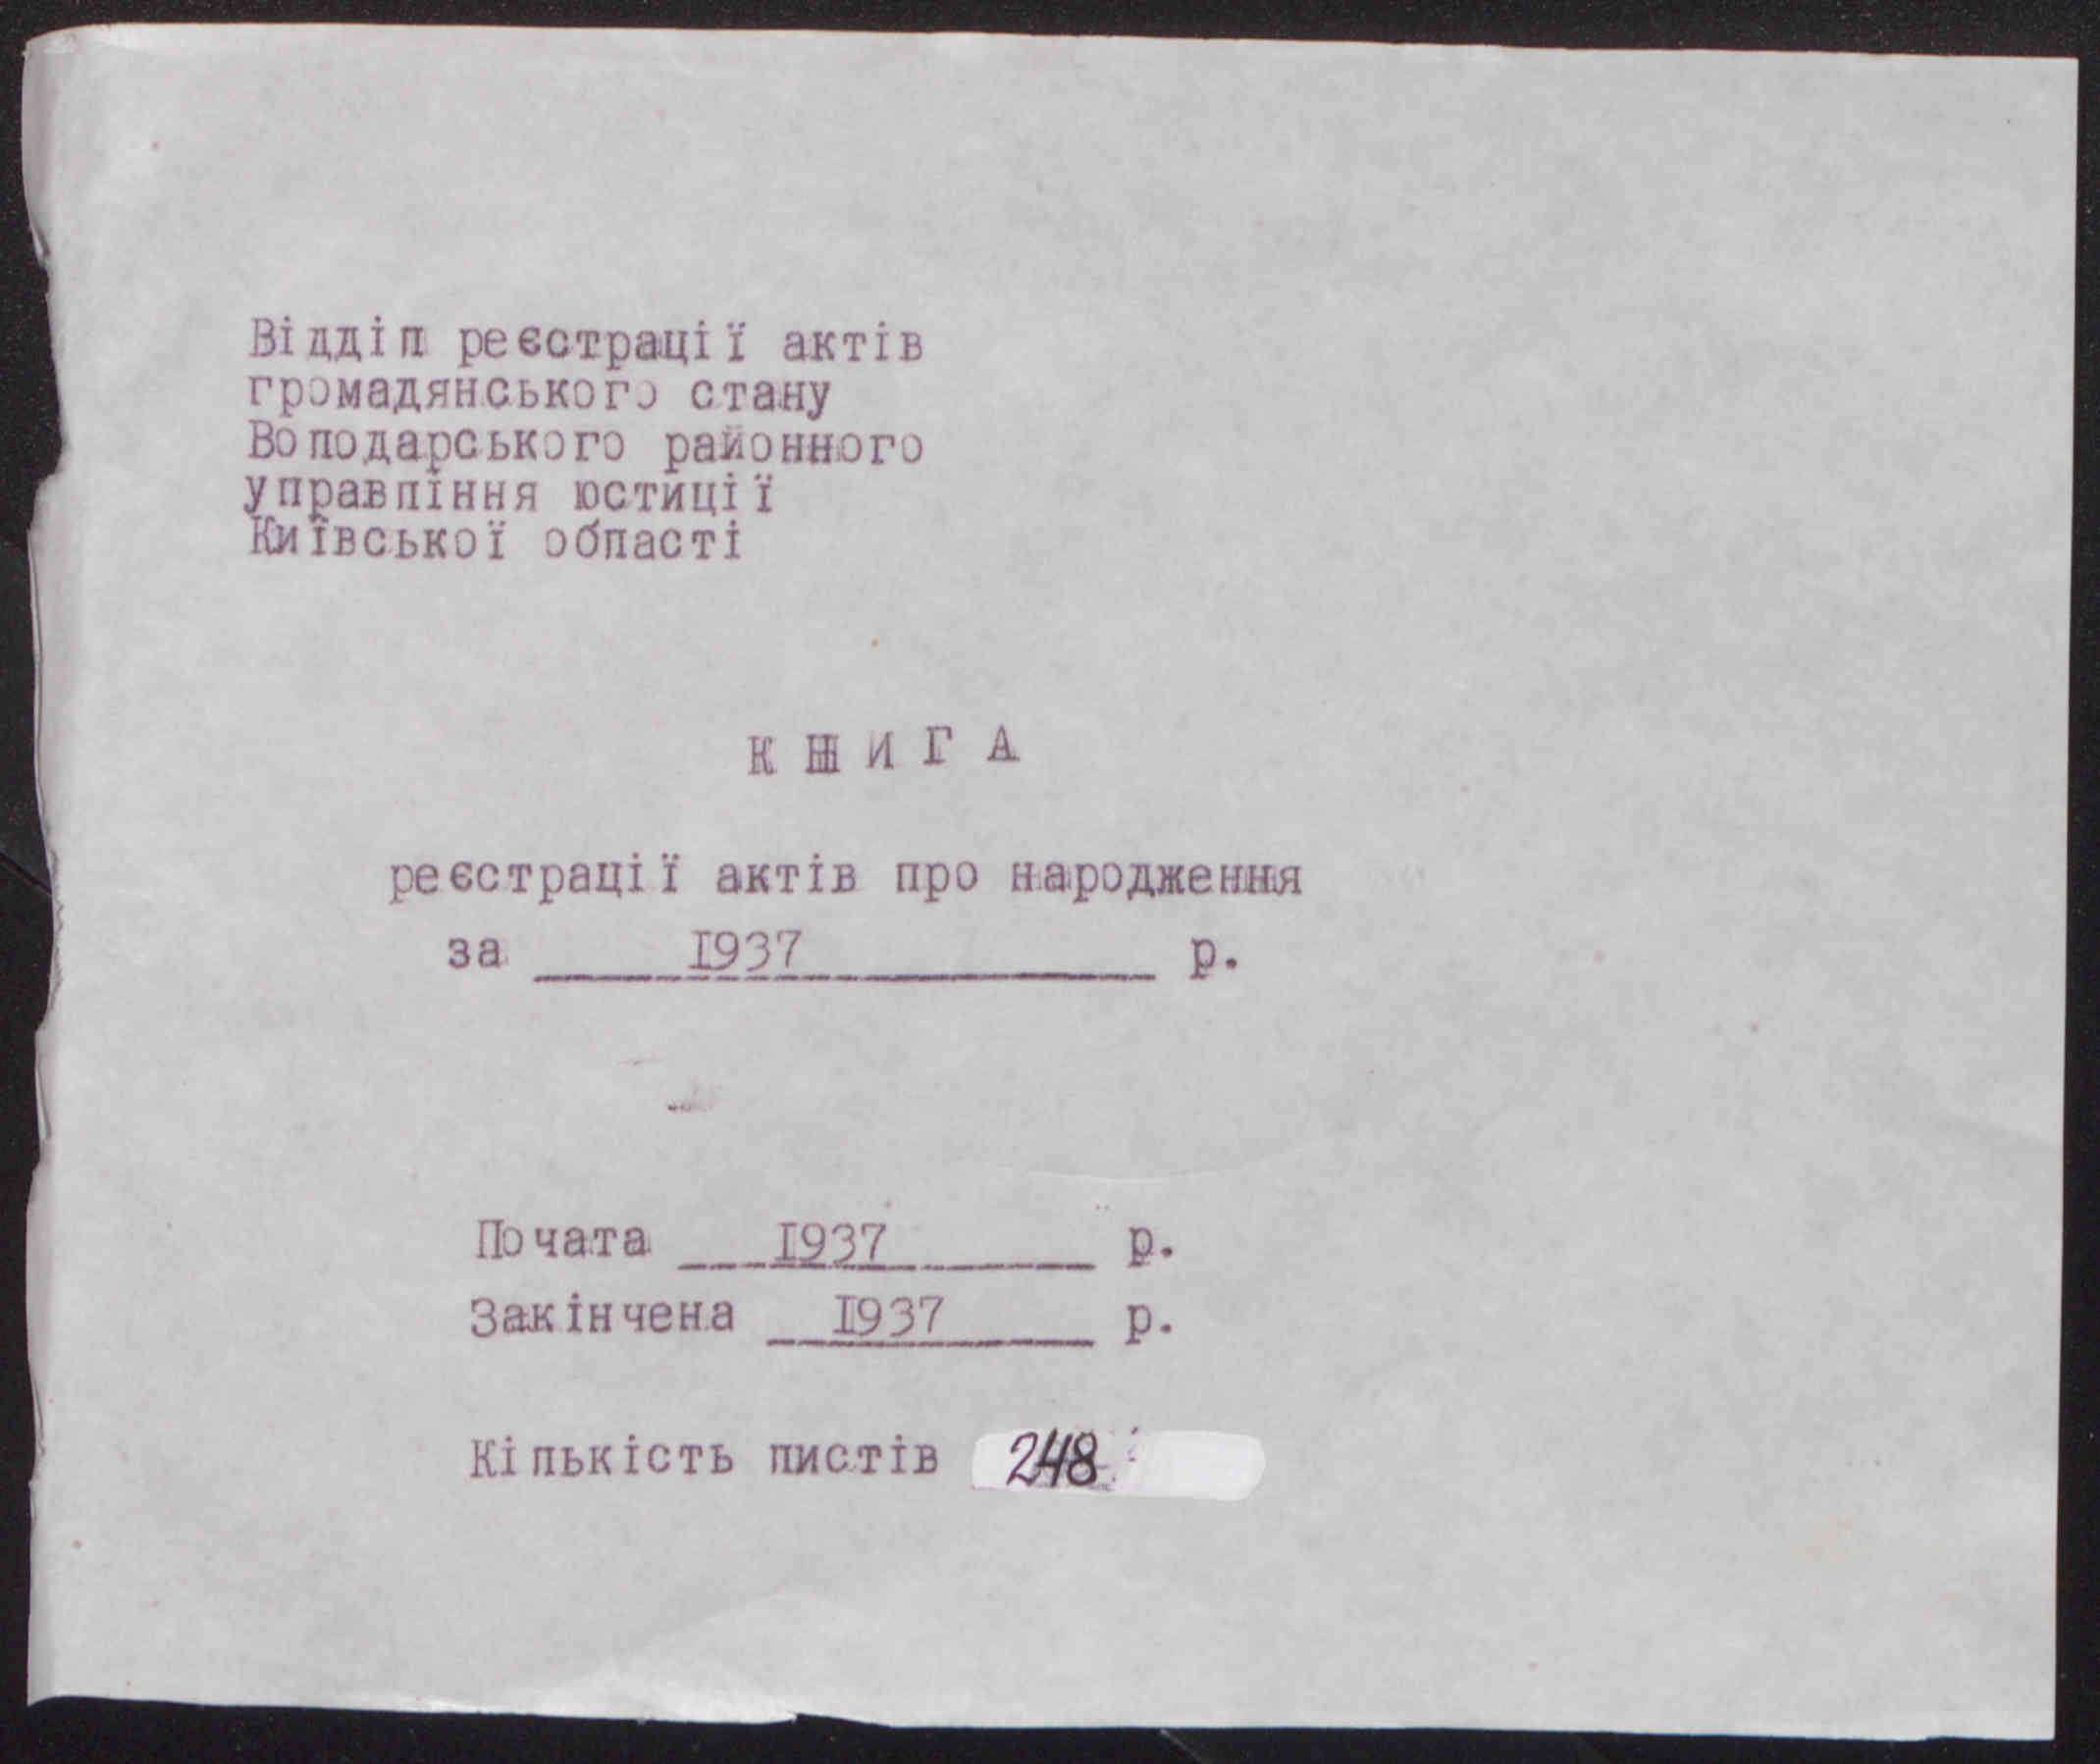 Відділ реєстрації актів
громадянського стану
Володарського районного
управління юстиції
Київської області
КНИГА
реєстрації актів про народження
за 1937 р.
Почата 1937 р.
Закінчена 1937 р.
Кількість листів 248